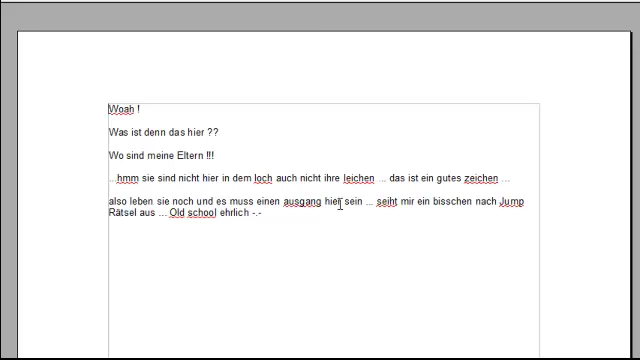 Woah !
Was ist denn das hier ??
Wo sind meine Eltern !!!
...hmm sie sind nicht hier in dem loch auch nicht ihre leichen ... das ist ein gutes zeichen ...
also leben sie noch und es muss einen ausgang hier sein ... seiht mir ein bisschen nach Jump
Rätsel aus ... Old school ehrlich -.-